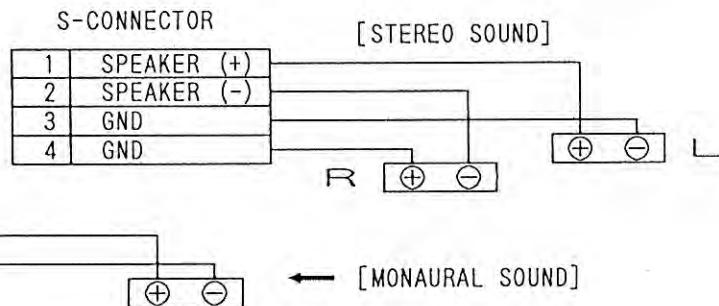 S-CONNECTOR
[STEREO SOUND]
1 SPEAKER (+)
2 SPEAKER (-)
3 GND
4 GND
⊕ ⊖ L
R ⊕ ⊖
⊕ ⊖ ← [MONAURAL SOUND]